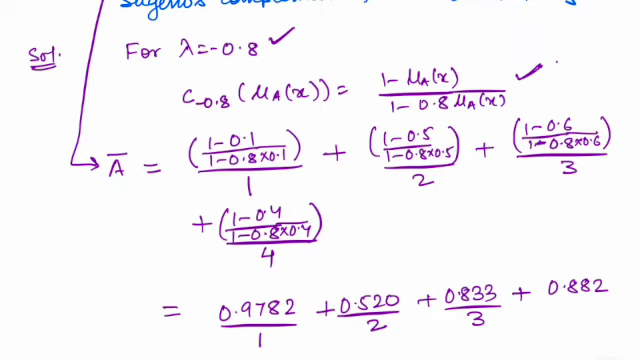 Sugeno's complement,
Sol. For λ=-0.8 ✓
C₋₀.₈ (μA(x)) = (1-μA(x))/(1-0.8μA(x)) ✓
Ā = ((1-0.1)/(1-0.8×0.1))/1 + ((1-0.5)/(1-0.8×0.5))/2 + ((1-0.6)/(1-0.8×0.6))/3
+ ((1-0.4)/(1-0.8×0.4))/4
= 0.9782/1 + 0.520/2 + 0.833/3 + 0.882